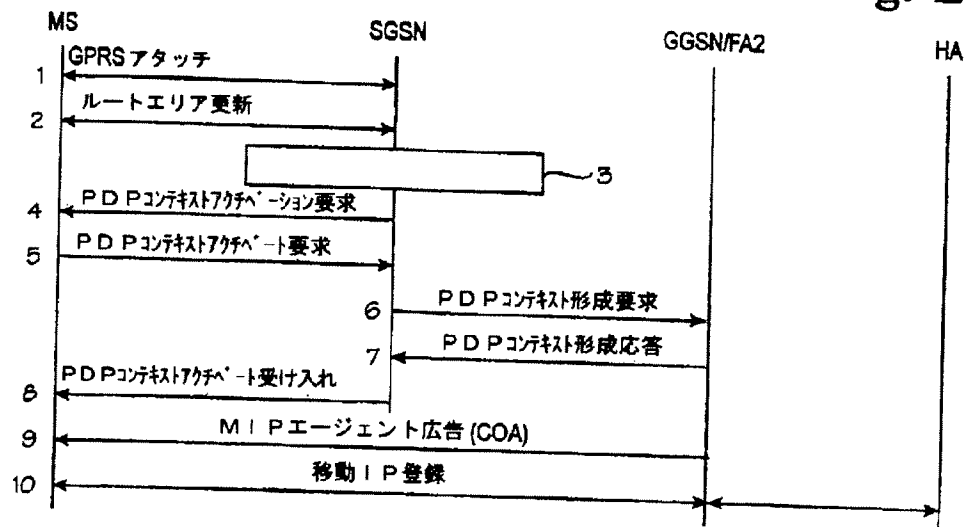 MS
SGSN
GGSN/FA2
HA
1
GPRSアタッチ
2
ルートエリア更新
3
4
PDPコンテキストアクチベーション要求
5
PDPコンテキストアクチベート要求
6
PDPコンテキスト形成要求
7
PDPコンテキスト形成応答
8
PDPコンテキストアクチベート受け入れ
9
MIPエージェント広告(COA)
10
移動IP登録